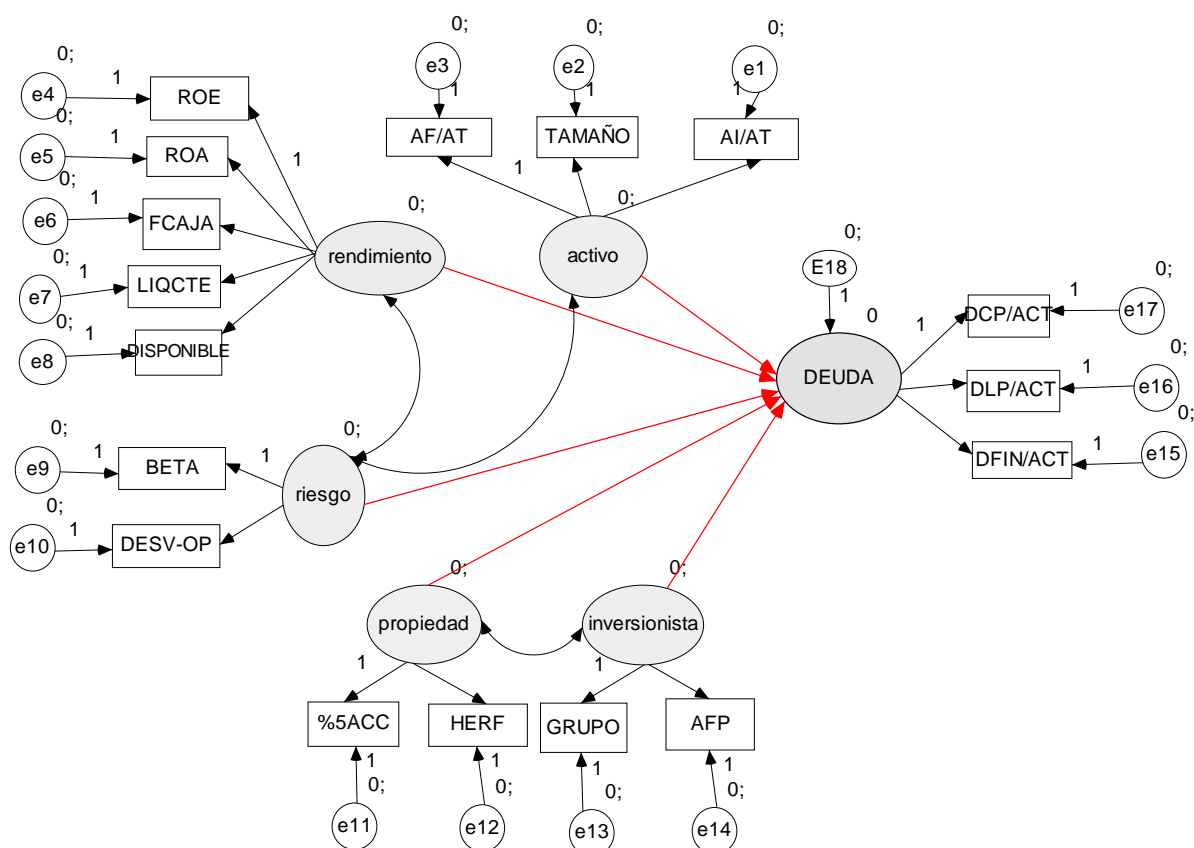 0;
e3
1
AF/AT
0;
e2
1
TAMAÑO
0;
e1
1
AI/AT
0;
e4
1
ROE
0;
e5
1
ROA
0;
e6
1
FCAJA
0;
e7
1
LIQCTE
0;
e8
1
DISPONIBLE
1
0;
rendimiento
1
0;
activo
0;
E18
1
0
DEUDA
1
DCP/ACT
1
0;
e17
DLP/ACT
1
0;
e16
DFIN/ACT
1
0;
e15
0;
e9
1
BETA
1
0;
e10
1
DESV-OP
0;
riesgo
0;
propiedad
0;
inversionista
1
%5ACC
HERF
1
GRUPO
AFP
1
0;
e11
1
0;
e12
1
0;
e13
1
0;
e14